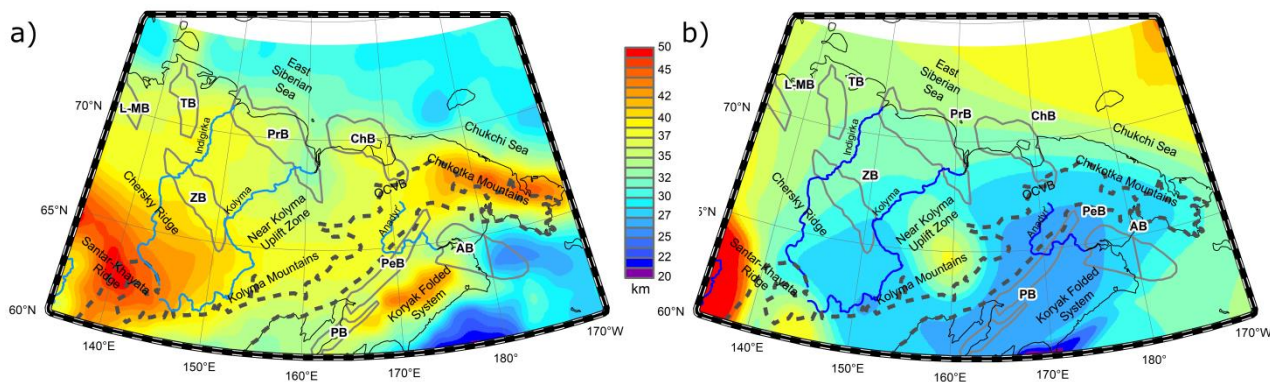 a)
L-MB
TB
East
Siberian
Sea
70°N
Indigirka
PrB
ChB
Chukchi Sea
Chersky Ridge
ZB
Kolyma
OCVB
Chukotka Mountains
65°N
Near Kolyma
Uplift Zone
Anadyr
AB
PeB
Santar-Khayata
Ridge
Kolyma Mountains
Koryak Folded
System
60°N
PB
140°E
150°E
160°E
170°E
180°
170°W
50
45
42
40
37
35
32
30
27
25
23
22
21
20
km
b)
L-MB
TB
East
Siberian
Sea
70°N
Indigirka
PrB
ChB
Chukchi Sea
Chersky Ridge
ZB
Kolyma
OCVB
Chukotka Mountains
5°N
Near Kolyma
Uplift Zone
Anadyr
PeB
AB
Santar-Khayata
Ridge
Kolyma Mountains
PB
Koryak Folded
System
60°N
140°E
150°E
160°E
170°E
180°
170°W